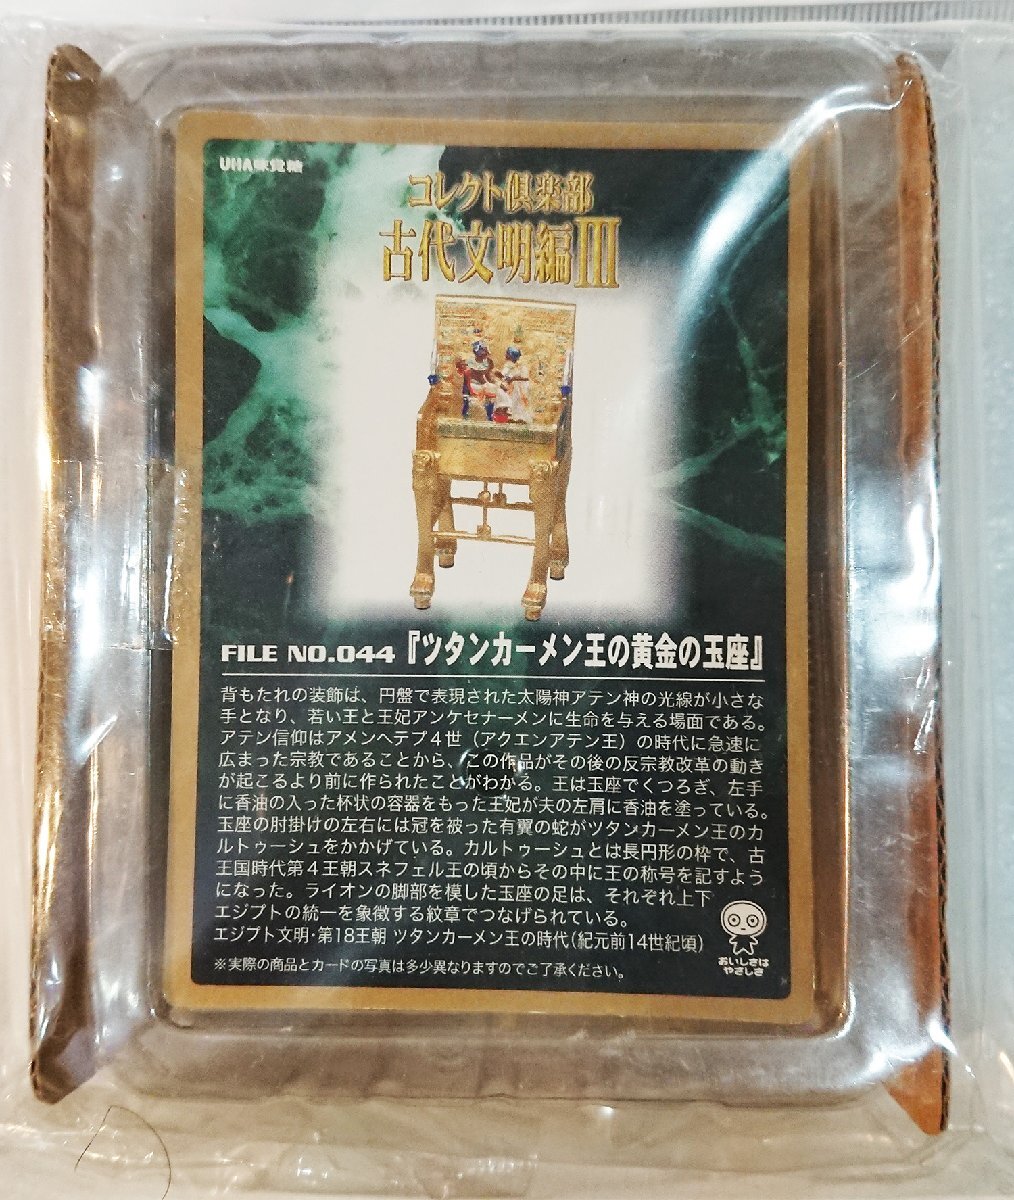 UHA味覚糖
コレクト倶楽部
古代文明編III
FILE NO.044『ツタンカーメン王の黄金の玉座』
背もたれの装飾は、円盤で表現された太陽神アテン神の光線が小さな
手となり、若い王と王妃アンケセナーメンに生命を与える場面である。
アテン信仰はアメンヘテプ4世（アクエンアテン王）の時代に急速に
広まった宗教であることから、この作品がその後の反宗教改革の動き
が起こるより前に作られたことがわかる。王は玉座でくつろぎ、左手
に香油の入った杯状の容器をもった王妃が夫の左肩に香油を塗っている。
玉座の肘掛けの左右には冠を被った有翼の蛇がツタンカーメン王のカ
ルトゥーシュをかかげている。カルトゥーシュとは長円形の枠で、古
王国時代第4王朝スネフェル王の頃からその中に王の称号を記すよう
になった。ライオンの脚部を模した玉座の足は、それぞれ上下
エジプトの統一を象徴する紋章でつなげられている。
エジプト文明・第18王朝 ツタンカーメン王の時代（紀元前14世紀頃）
※実際の商品とカードの写真は多少異なりますのでご了承ください。
おいしさは
やさしさ